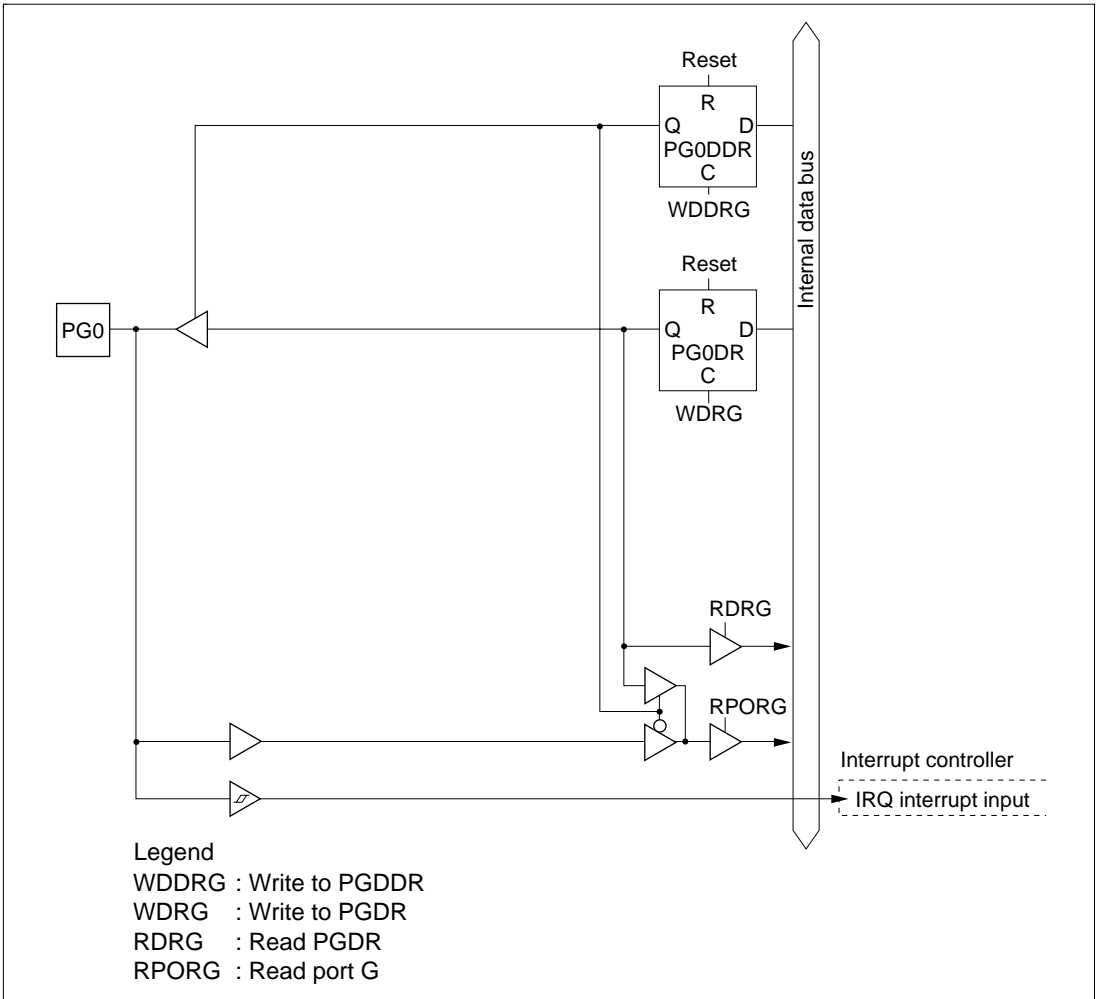 Reset
R
Q D
PG0DDR
C
WDDRG
Internal data bus
Reset
R
PG0
Q D
PG0DR
C
WDRG
RDRG
RPORG
Interrupt controller
IRQ interrupt input
Legend
WDDRG : Write to PGDDR
WDRG : Write to PGDR
RDRG : Read PGDR
RPORG : Read port G